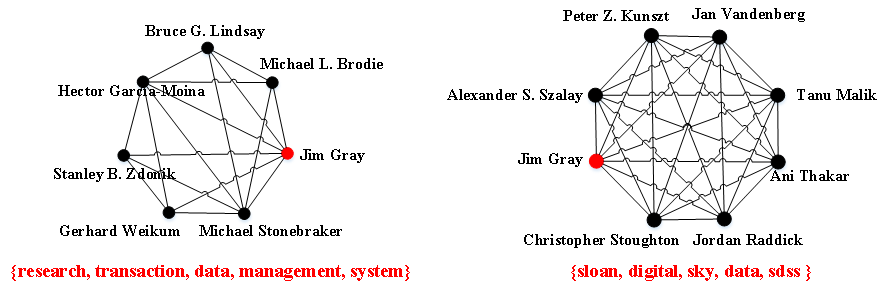 Bruce G. Lindsay
Michael L. Brodie
Hector Garcia-Moina
Jim Gray
Stanley B. Zdonik
Gerhard Weikum
Michael Stonebraker
{research, transaction, data, management, system}
Peter Z. Kunszt
Jan Vandenberg
Alexander S. Szalay
Tanu Malik
Jim Gray
Ani Thakar
Christopher Stoughton
Jordan Raddick
{sloan, digital, sky, data, sdss }